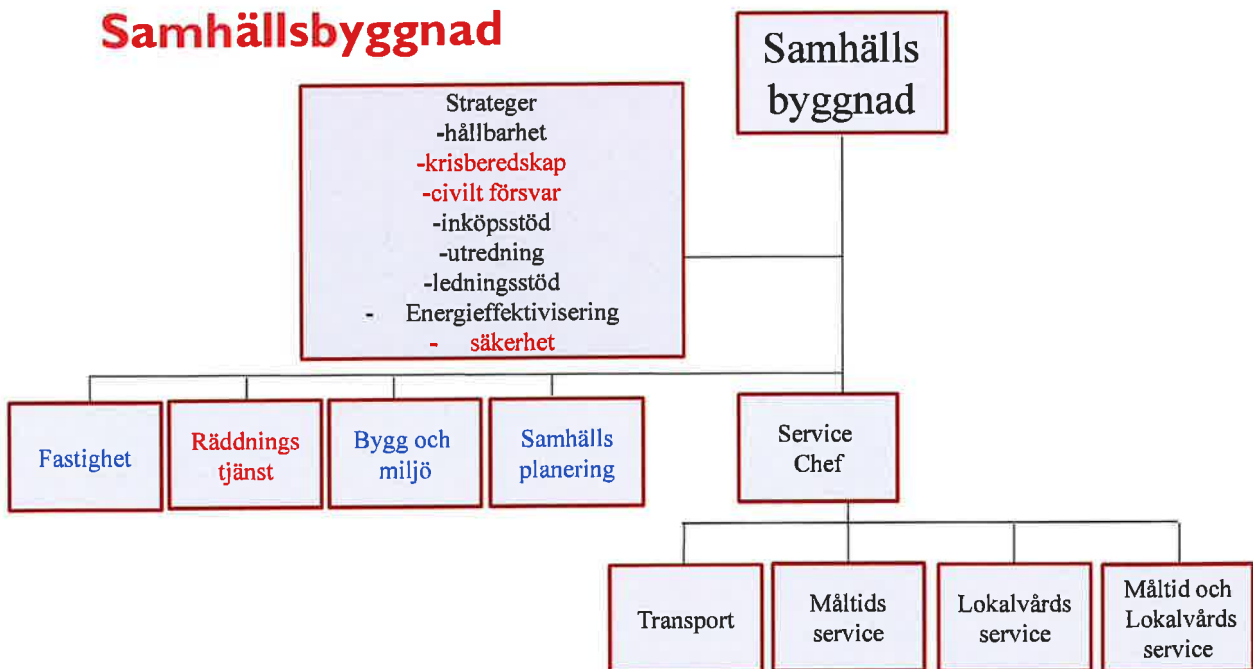 Samhällsbyggnad
Samhälls
byggnad
Strateger
-hållbarhet
-krisberedskap
-civilt försvar
-inköpsstöd
-utredning
-ledningsstöd
- Energieffektivisering
- säkerhet
Fastighet
Räddnings
tjänst
Bygg och
miljö
Samhälls
planering
Service
Chef
Transport
Måltids
service
Lokalvårds
service
Måltid och
Lokalvårds
service